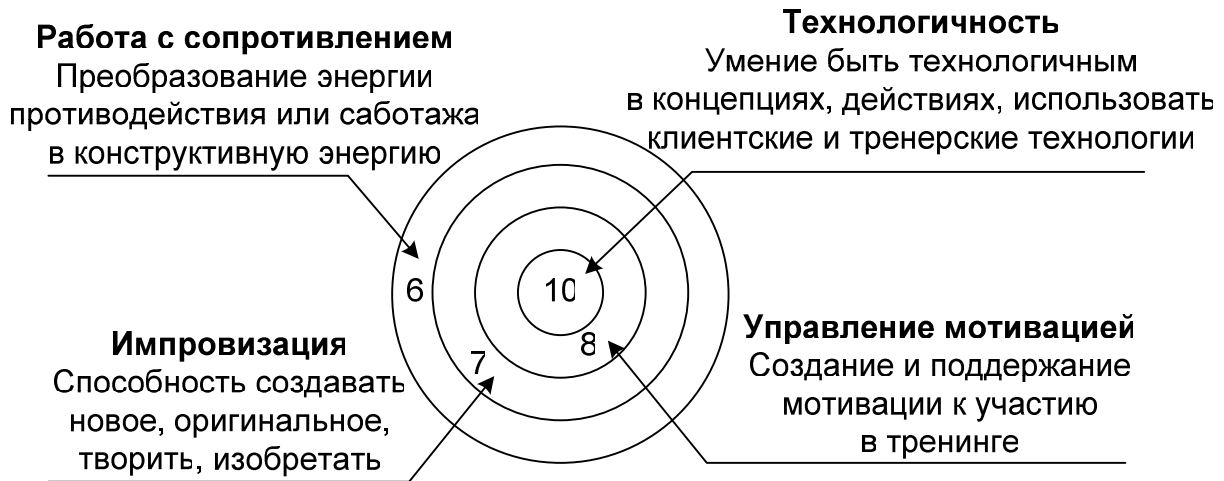 Работа с сопротивлением
Преобразование энергии
противодействия или саботажа
в конструктивную энергию
Технологичность
Умение быть технологичным
в концепциях, действиях, использовать
клиентские и тренерские технологии
6
10
8
7
Импровизация
Способность создавать
новое, оригинальное,
творить, изобретать
Управление мотивацией
Создание и поддержание
мотивации к участию
в тренинге